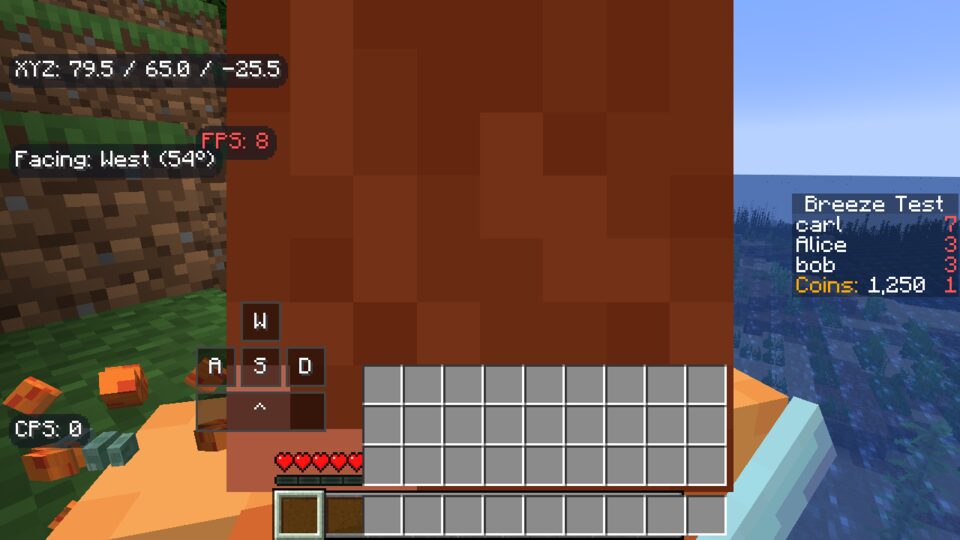 XYZ: 79.5 / 65.0 / -25.5
FPS: 8
Facing: West (54º)
Breeze Test
carl 7
Alice 3
bob 3
Coins: 1,250 1
W
A S D
^
CPS: 0